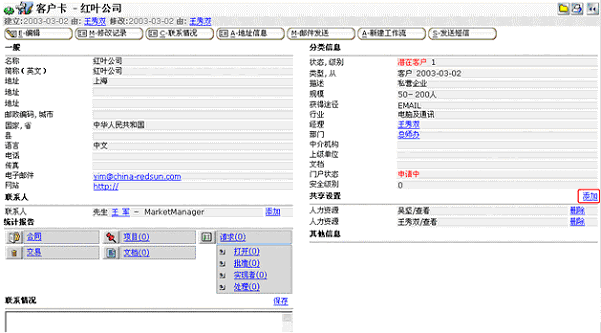 客户卡 - 红叶公司
建立:2003-03-02 由: 王秀双 修改:2003-03-02 由: 王秀双
E-编辑 M-修改记录 C-联系情况 A-地址信息 M-邮件发送 A-新建工作流 S-发送短信
一般
名称 红叶公司
简称(英文) 红叶公司
地址 上海
地址
地址
邮政编码, 城市
国家, 省 中华人民共和国
县
语言 中文
电话
传真
电子邮件 yim@china-redsun.com
网站 http://
联系人
联系人 先生 王 军 - MarketManager 添加
统计报告
合同 项目(0) 请求(0)
交易 文档(0) 打开(0)
批准(0)
实现者(0)
处理(0)
联系情况 保存
分类信息
状态, 级别 潜在客户 1
类型, 从 客户 2003-03-02
描述 私营企业
规模 50-200人
获得途径 EMAIL
行业 电脑及通讯
经理 王秀双
部门 总师办
中介机构
上级单位
文档
门户状态 申请中
安全级别 0
共享设置 添加
人力资源 吴坚/查看 删除
人力资源 王秀双/查看 删除
其他信息